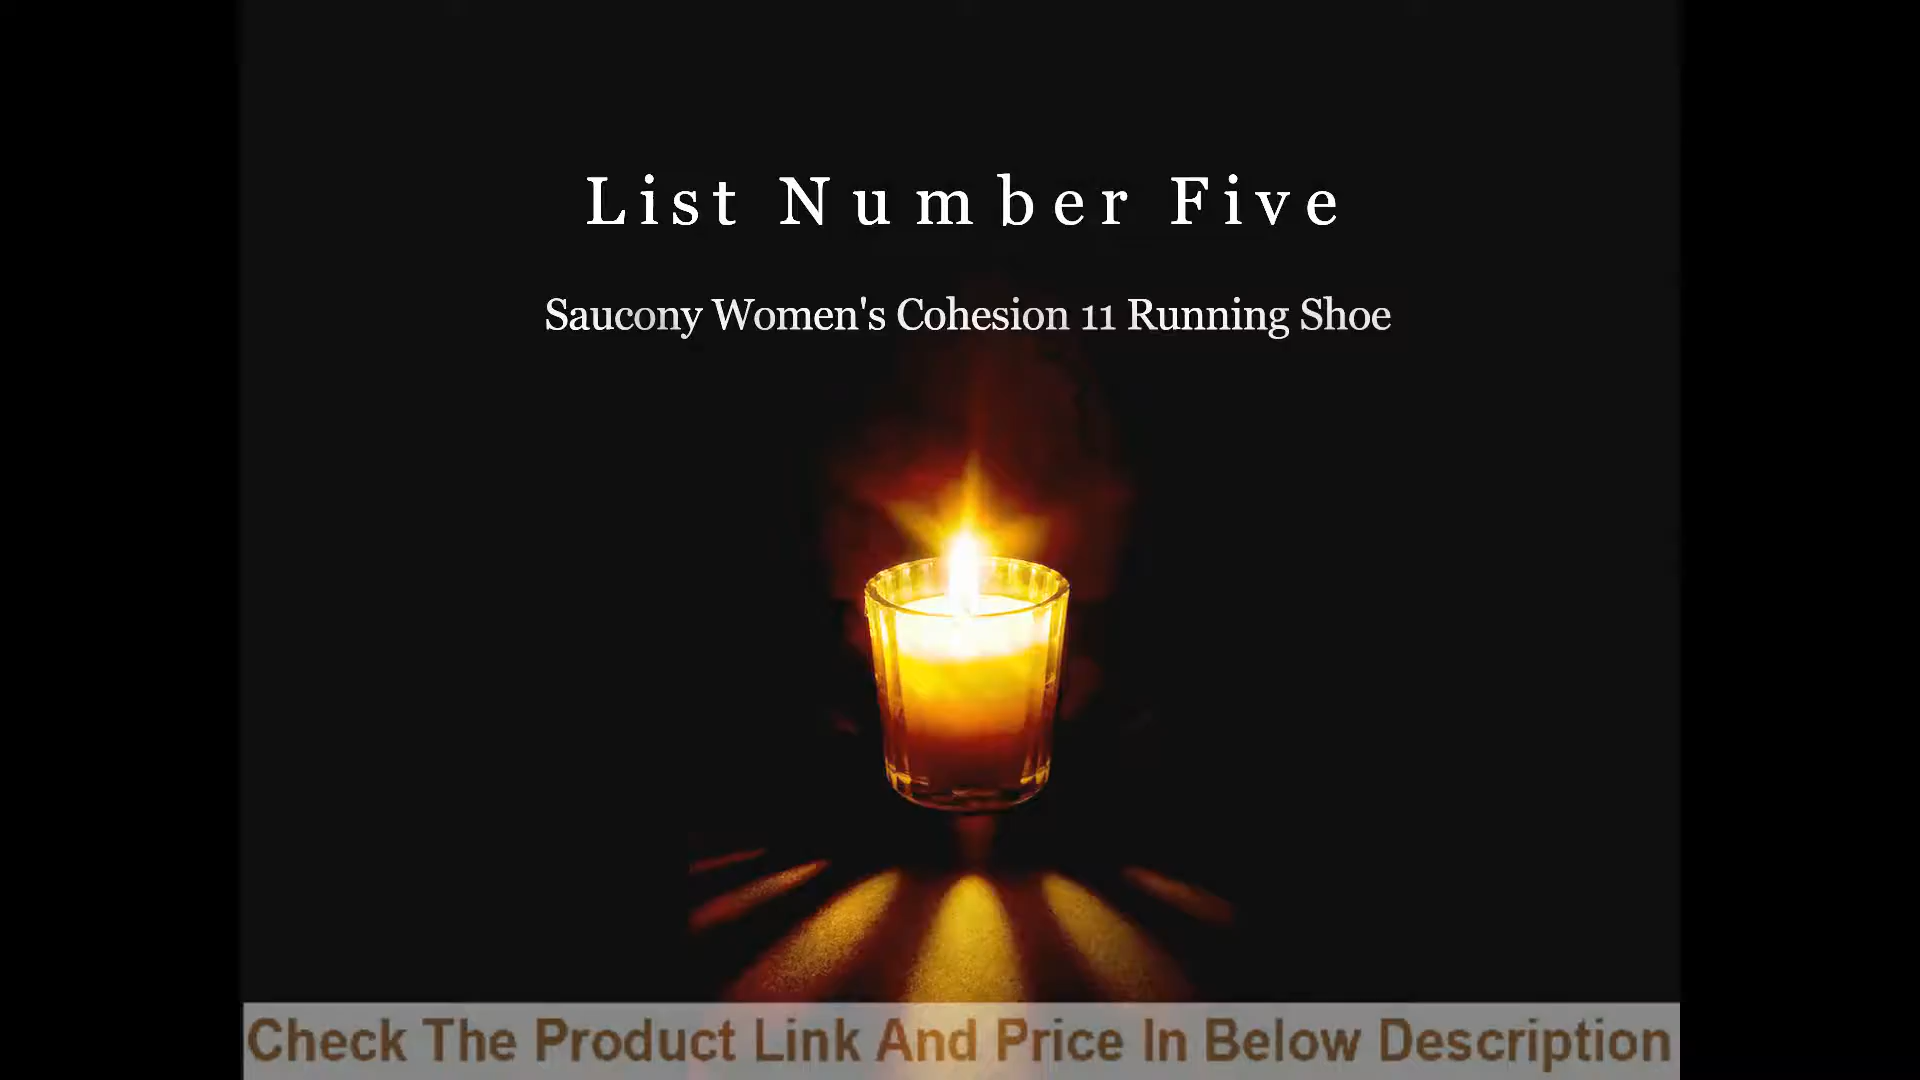 List Number Five
Saucony Women's Cohesion 11 Running Shoe
Check The Product Link And Price In Below Description